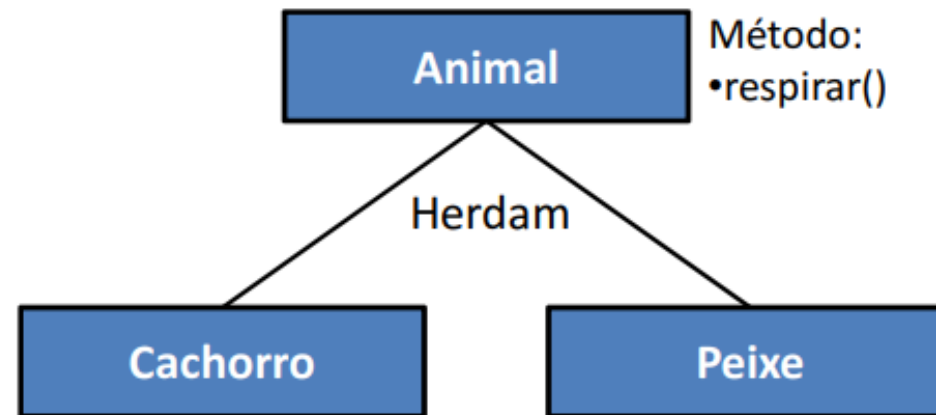 Animal
Método:
•respirar()
Herdam
Cachorro
Peixe